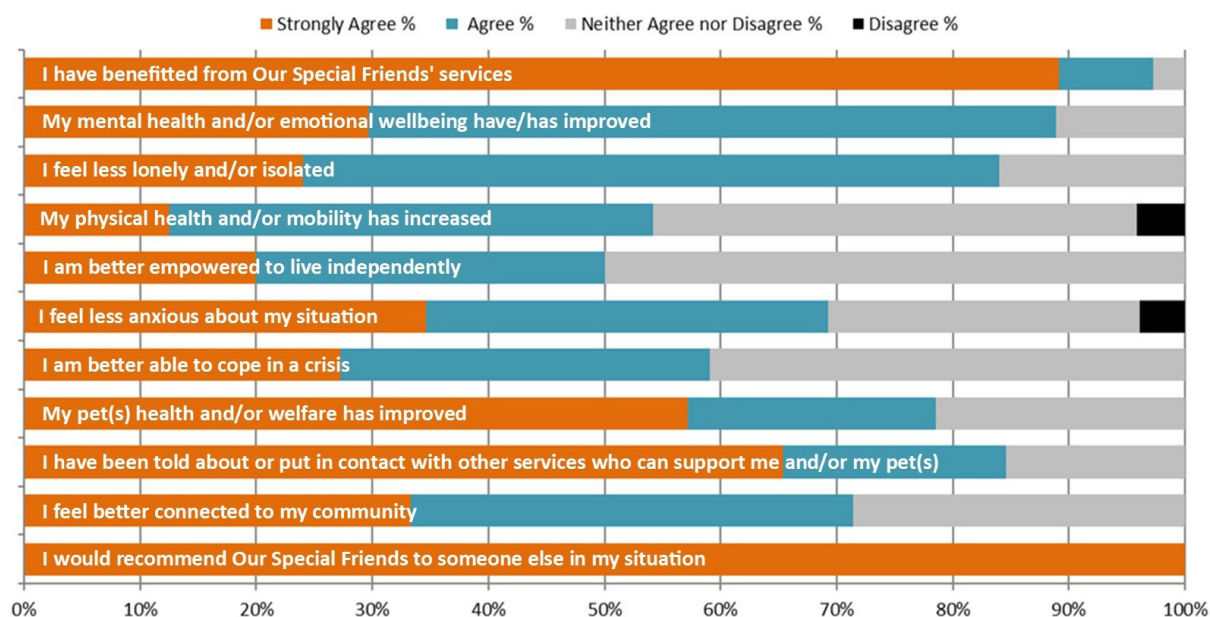 Strongly Agree % Agree % Neither Agree nor Disagree % Disagree %
I have benefitted from Our Special Friends' services
My mental health and/or emotional wellbeing have/has improved
I feel less lonely and/or isolated
My physical health and/or mobility has increased
I am better empowered to live independently
I feel less anxious about my situation
I am better able to cope in a crisis
My pet(s) health and/or welfare has improved
I have been told about or put in contact with other services who can support me and/or my pet(s)
I feel better connected to my community
I would recommend Our Special Friends to someone else in my situation
0% 10% 20% 30% 40% 50% 60% 70% 80% 90% 100%